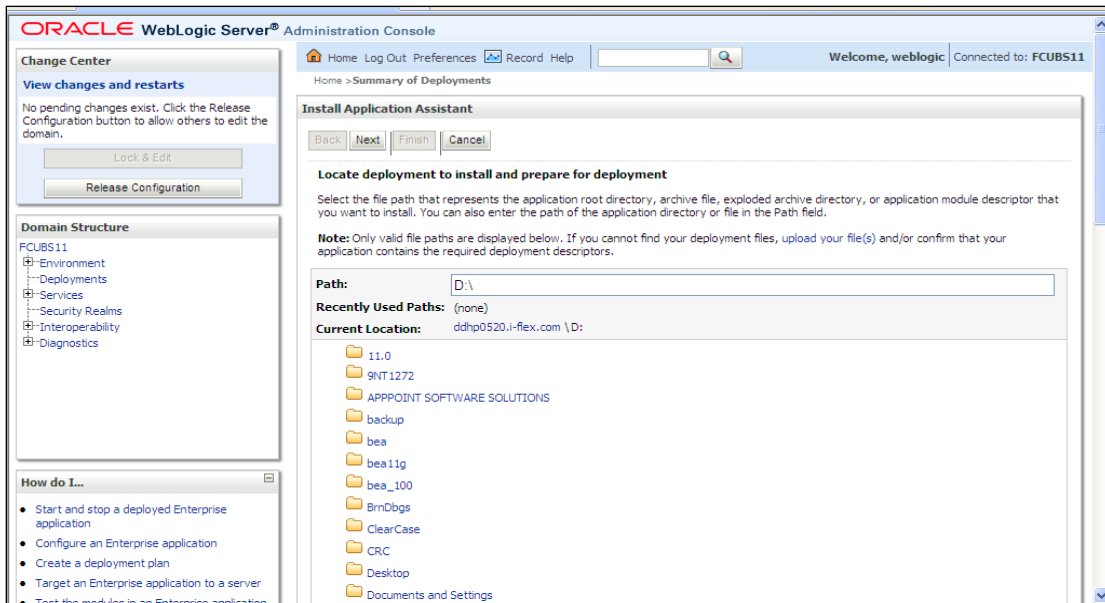 ORACLE WebLogic Server® Administration Console
Change Center
View changes and restarts
No pending changes exist. Click the Release
Configuration button to allow others to edit the
domain.
Lock & Edit
Release Configuration
Domain Structure
FCUBS11
Environment
Deployments
Services
Security Realms
Interoperability
Diagnostics
How do I...
Start and stop a deployed Enterprise
application
Configure an Enterprise application
Create a deployment plan
Target an Enterprise application to a server
Test the modules in an Enterprise application
Home Log Out Preferences Record Help
Welcome, weblogic Connected to: FCUBS11
Home >Summary of Deployments
Install Application Assistant
Back Next Finish Cancel
Locate deployment to install and prepare for deployment
Select the file path that represents the application root directory, archive file, exploded archive directory, or application module descriptor that
you want to install. You can also enter the path of the application directory or file in the Path field.
Note: Only valid file paths are displayed below. If you cannot find your deployment files, upload your file(s) and/or confirm that your
application contains the required deployment descriptors.
Path: D:\
Recently Used Paths: (none)
Current Location: ddhp0520.i-flex.com \D:
11.0
9NT1272
APPPOINT SOFTWARE SOLUTIONS
backup
bea
bea11g
bea_100
BrnDbgs
ClearCase
CRC
Desktop
Documents and Settings